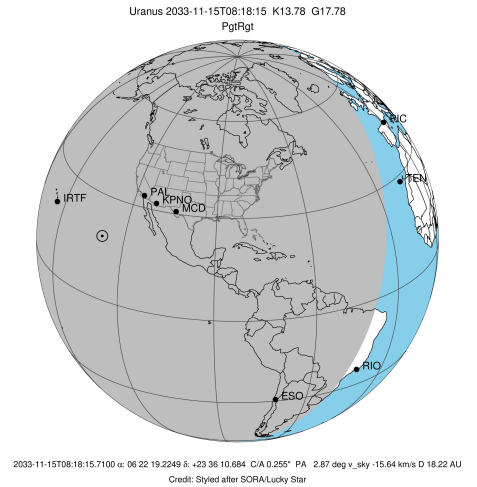 Uranus 2033-11-15T08:18:15 K13.78 G17.78
PgtRgt
PIC
TEN
IRTF
PAL
KPNO
MCD
RIO
ESO
2033-11-15T08:18:15.7100 α: 06 22 19.2249 δ: +23 36 10.684 C/A 0.255" PA 2.87 deg v_sky -15.64 km/s D 18.22 AU
Credit: Styled after SORA/Lucky Star